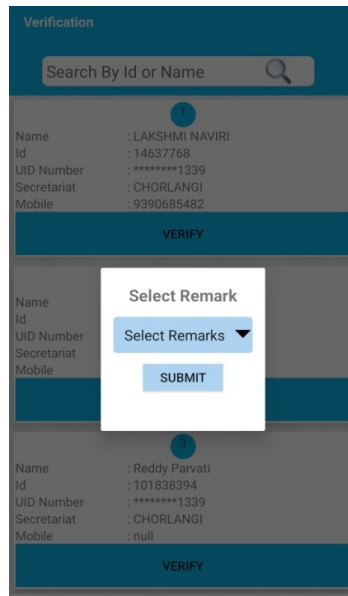 Verification
Search By Id or Name
1
Name : LAKSHMI NAVIRI
Id : 14637768
UID Number : ********1339
Secretariat : CHORLANGI
Mobile : 9390685482
VERIFY
Name
Id
UID Number
Secretariat
Mobile
Select Remark
Select Remarks
SUBMIT
3
Name : Reddy Parvati
Id : 101838394
UID Number : ********1339
Secretariat : CHORLANGI
Mobile : null
VERIFY